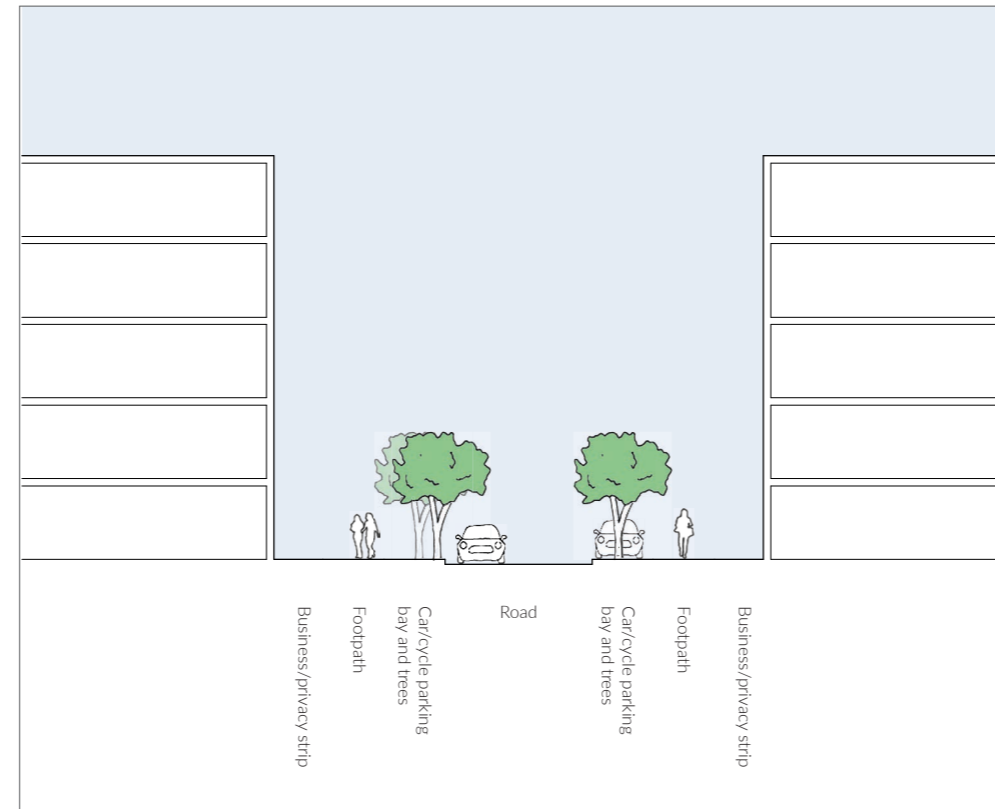 Business/privacy strip
Footpath
Car/cycle parking
bay and trees
Road
Car/cycle parking
bay and trees
Footpath
Business/privacy strip